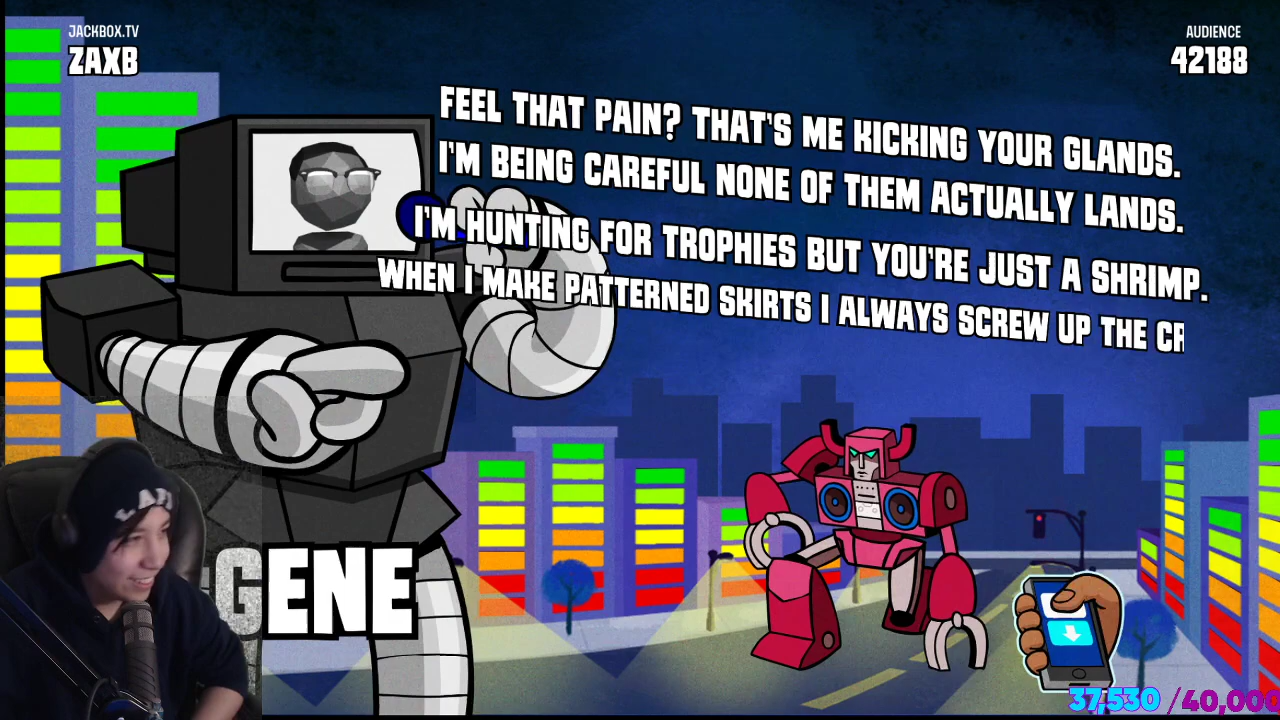 JACKBOX.TV
ZAXB
AUDIENCE
42188
FEEL THAT PAIN? THAT'S ME KICKING YOUR GLANDS.
I'M BEING CAREFUL NONE OF THEM ACTUALLY LANDS.
I'M HUNTING FOR TROPHIES BUT YOU'RE JUST A SHRIMP.
WHEN I MAKE PATTERNED SKIRTS I ALWAYS SCREW UP THE
GENE
37,530 /40,000